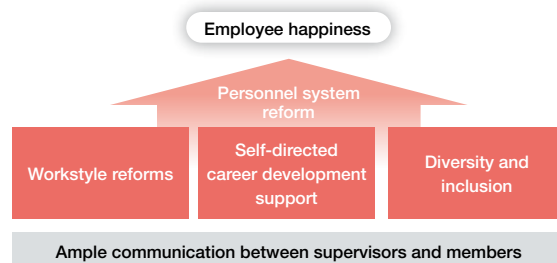 Employee happiness
Personnel system
reform
Workstyle reforms
Self-directed
career development
support
Diversity and
inclusion
Ample communication between supervisors and members